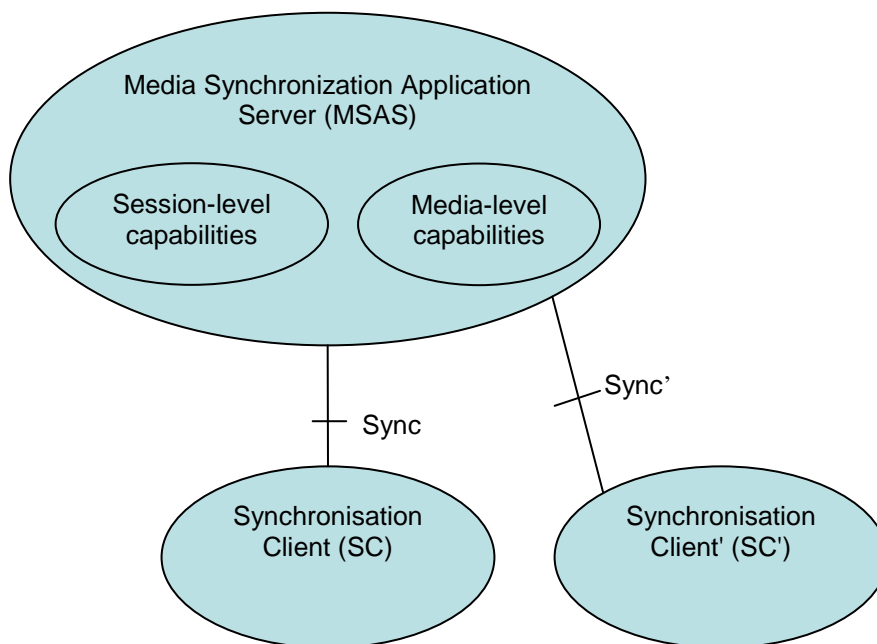 Media Synchronization Application
Server (MSAS)
Session-level
capabilities
Media-level
capabilities
Sync
Sync’
Synchronisation
Client (SC)
Synchronisation
Client' (SC')